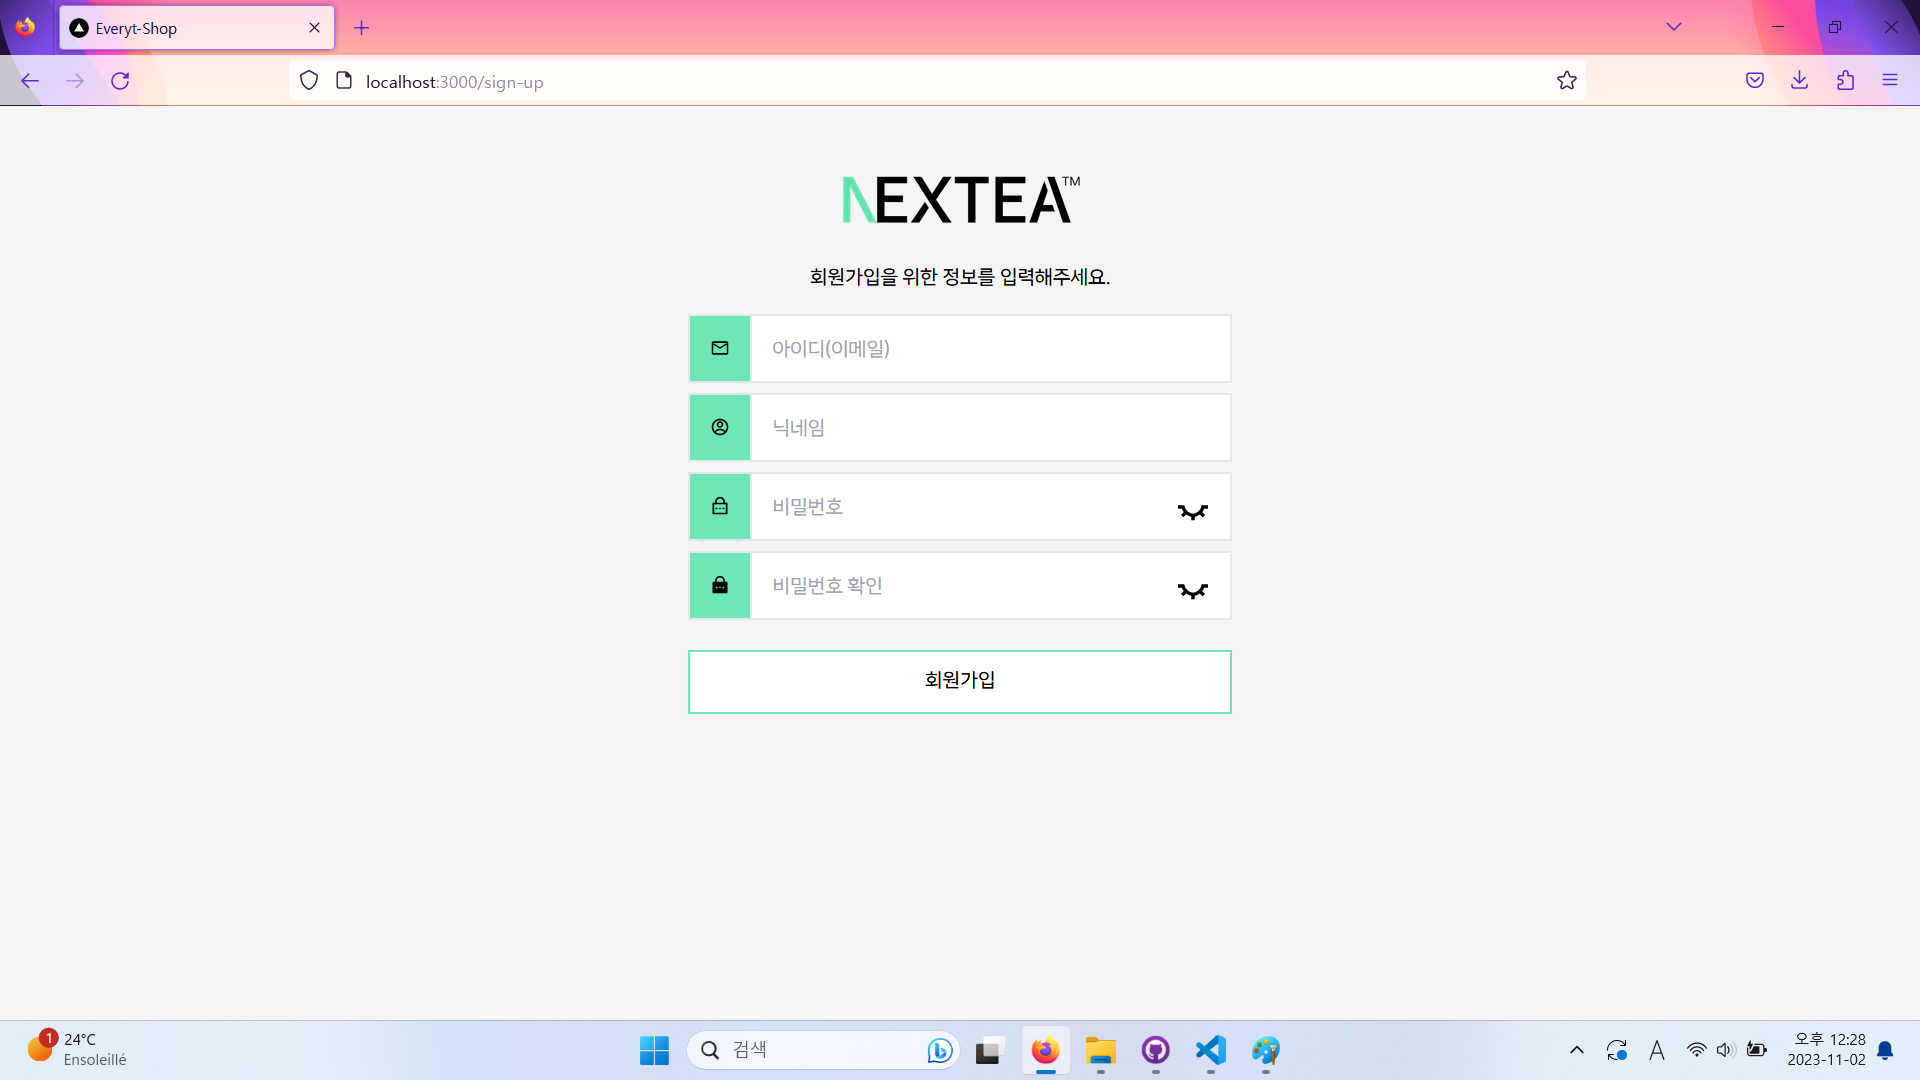 Everyt-Shop
localhost:3000/sign-up
NEXTEA™
회원가입을 위한 정보를 입력해주세요.
아이디(이메일)
닉네임
비밀번호
비밀번호 확인
회원가입
1
24°C
Ensoleillé
검색
A
오후 12:28
2023-11-02